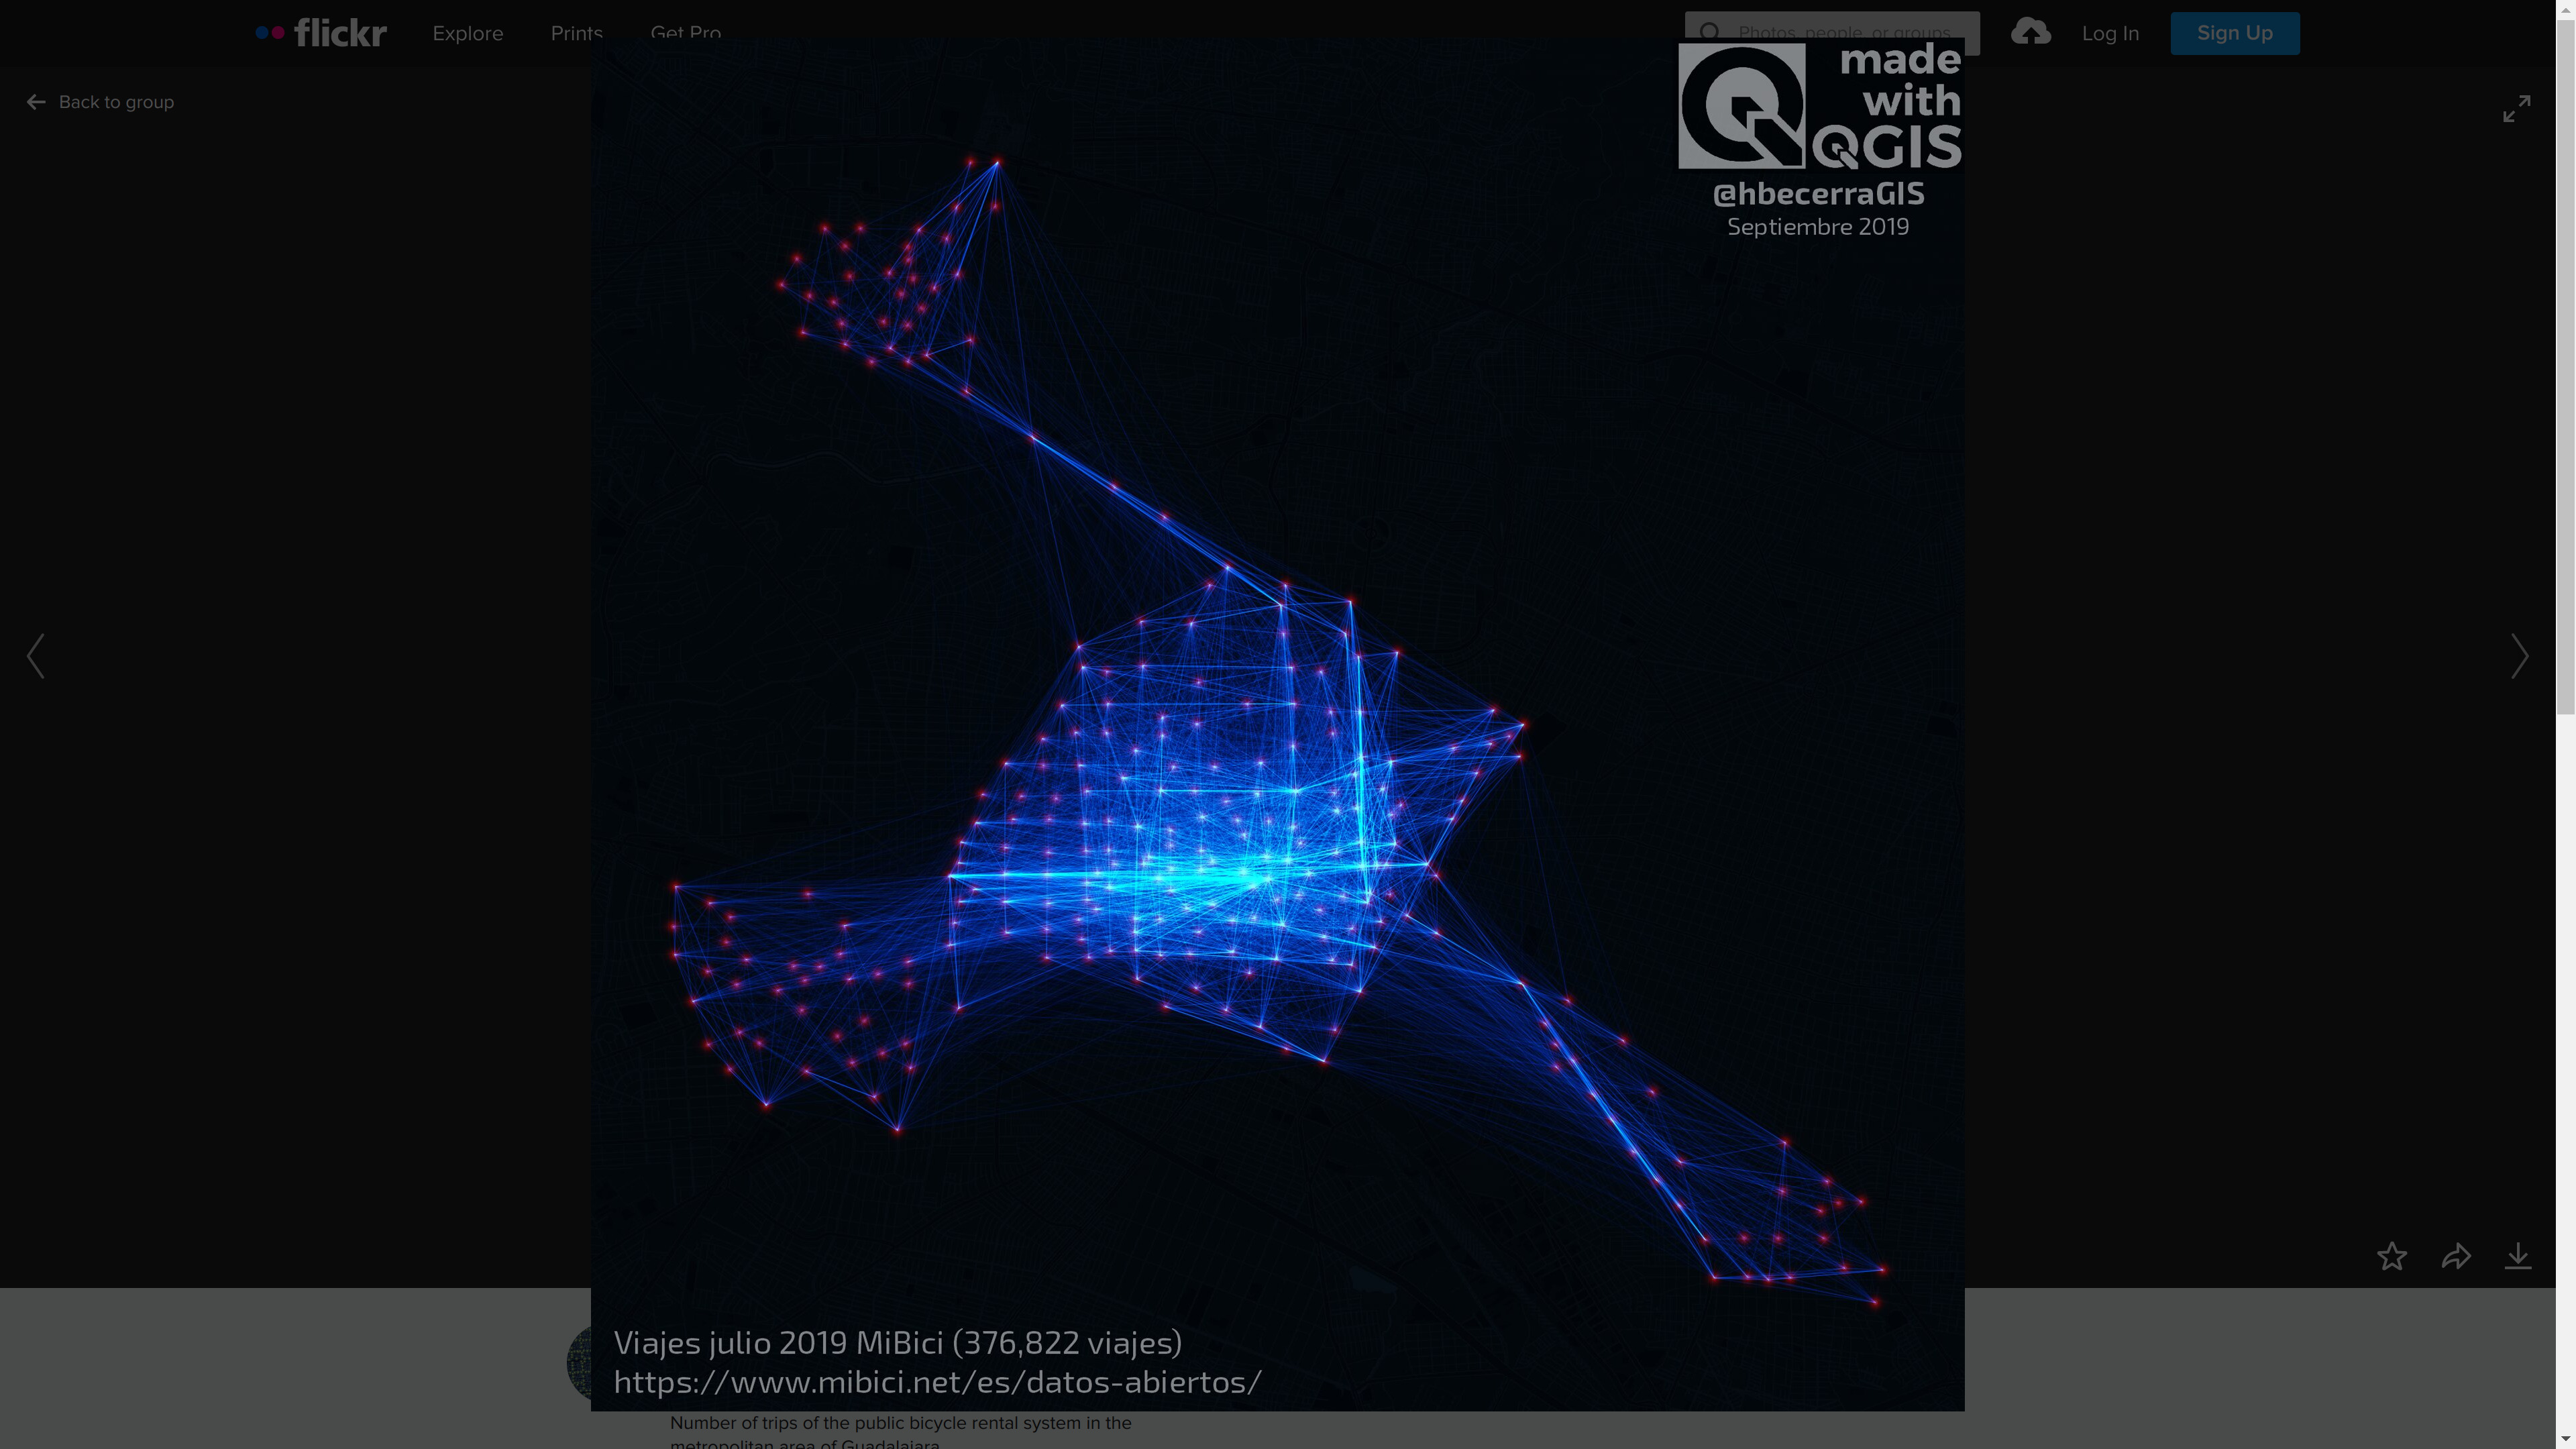 flickr
Explore
Prints
Get Pro
Photos, people, or groups
Log In
Sign Up
Back to group
made
with
QGIS
@hbecerraGIS
Septiembre 2019
Viajes julio 2019 MiBici (376,822 viajes)
https://www.mibici.net/es/datos-abiertos/
Number of trips of the public bicycle rental system in the
metropolitan area of Guadalajara